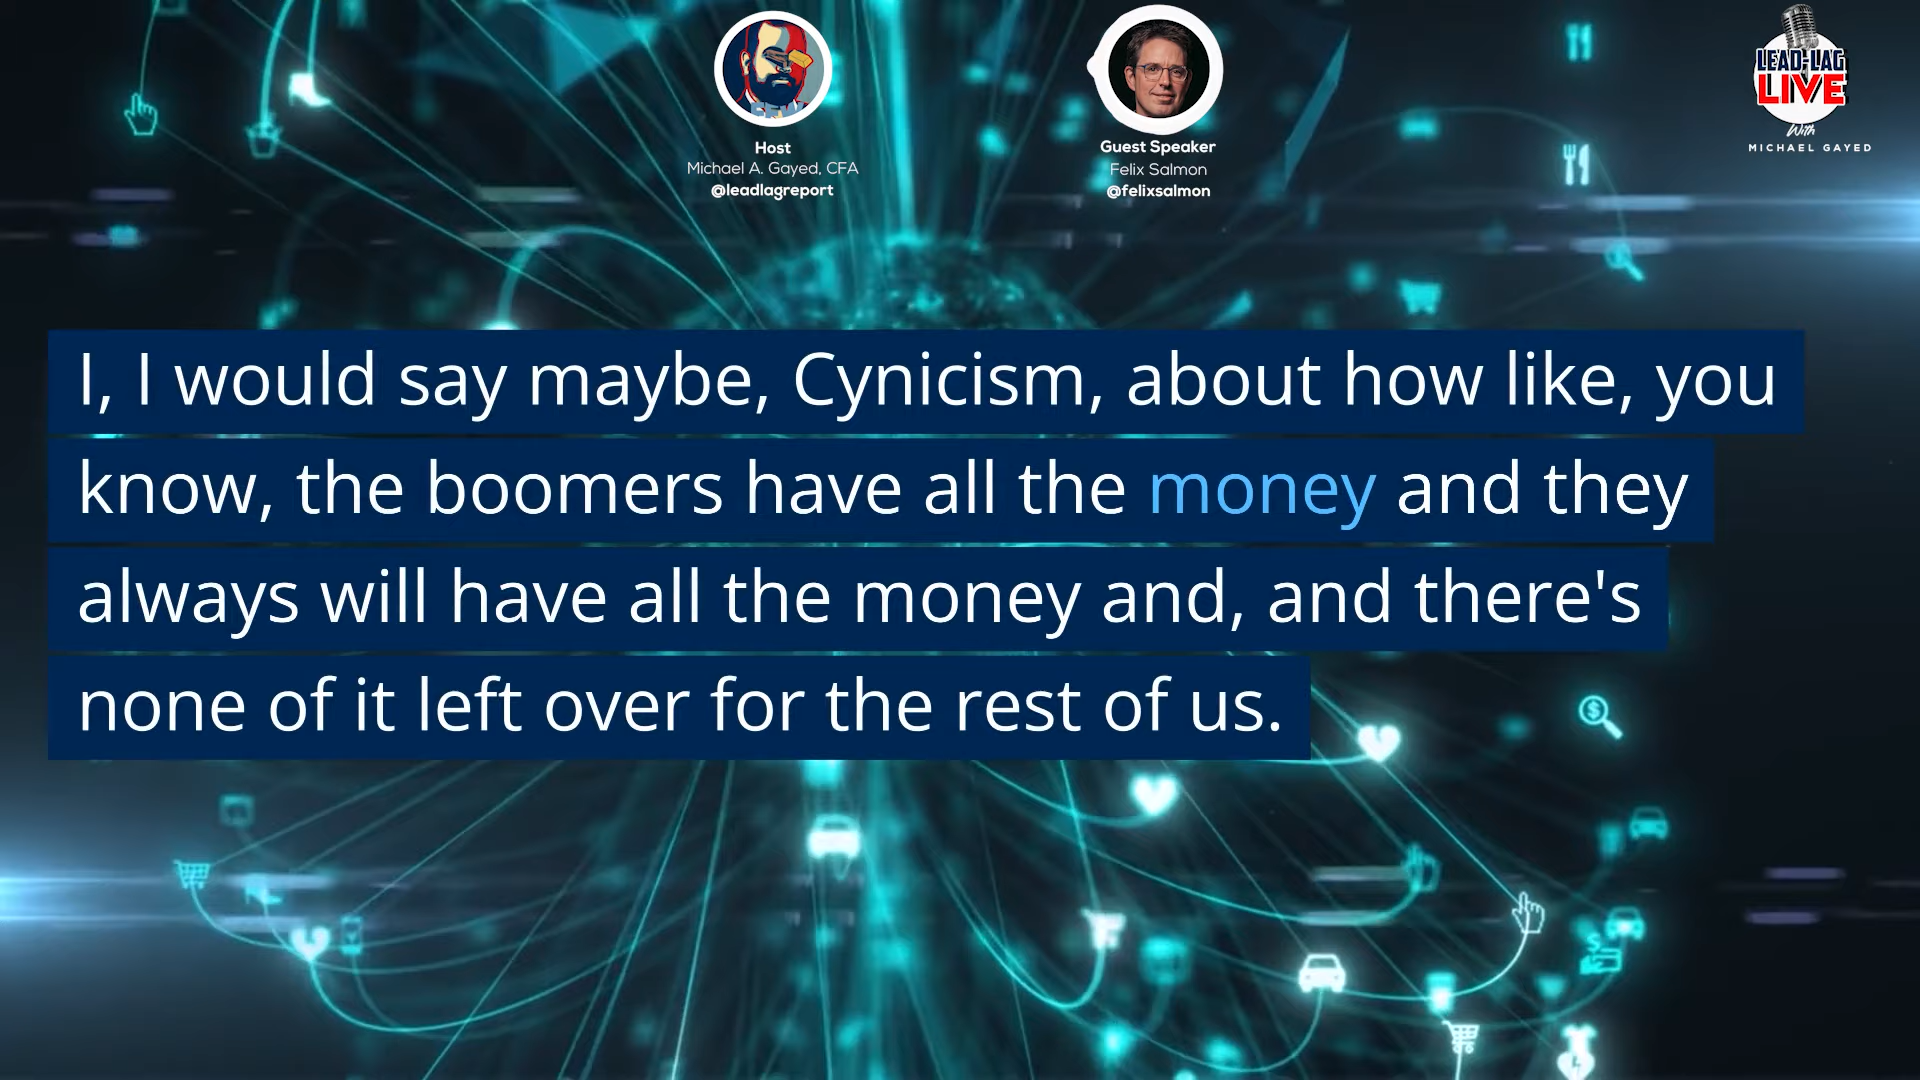 Host
Michael A. Gayed, CFA
@leadlagreport
Guest Speaker
Felix Salmon
@felixsalmon
LEAD-LAG
LIVE
With
MICHAEL GAYED
I, I would say maybe, Cynicism, about how like, you
know, the boomers have all the money and they
always will have all the money and, and there's
none of it left over for the rest of us.